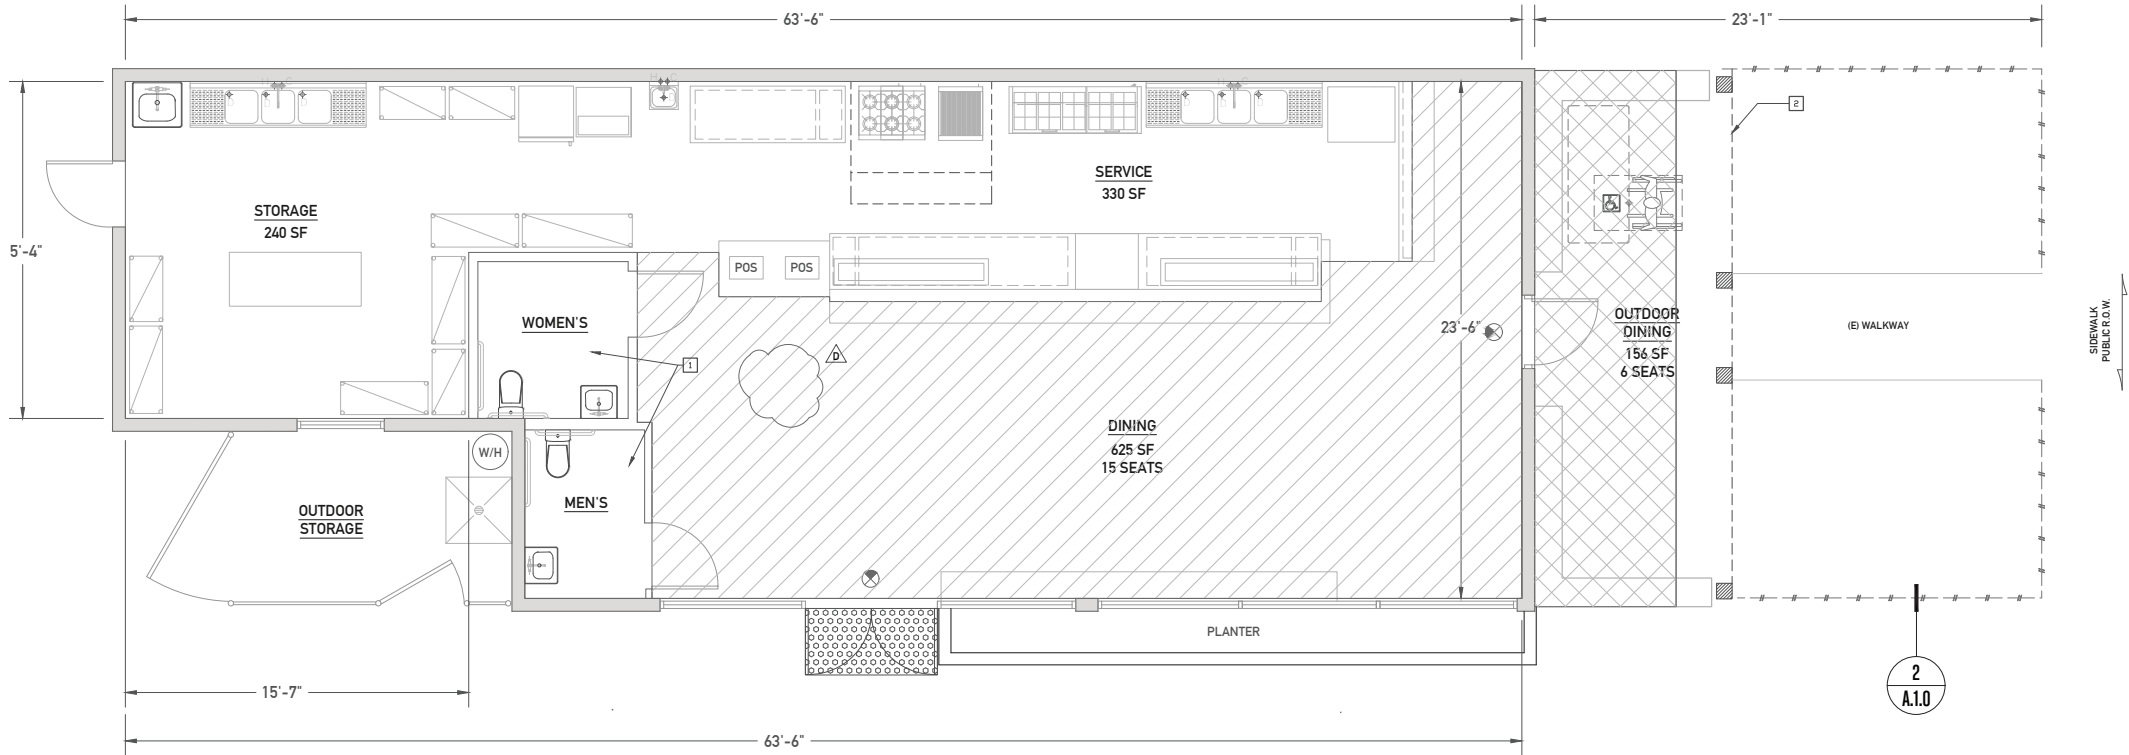 63'-6"
23'-1"
2
SERVICE
330 SF
STORAGE
240 SF
5'-4"
POS
POS
WOMEN'S
1
D
23'-6"
OUTDOOR
DINING
156 SF
6 SEATS
(E) WALKWAY
SIDEWALK
PUBLIC R.O.W.
DINING
625 SF
15 SEATS
W/H
MEN'S
OUTDOOR
STORAGE
PLANTER
2
A.1.0
15'-7"
63'-6"